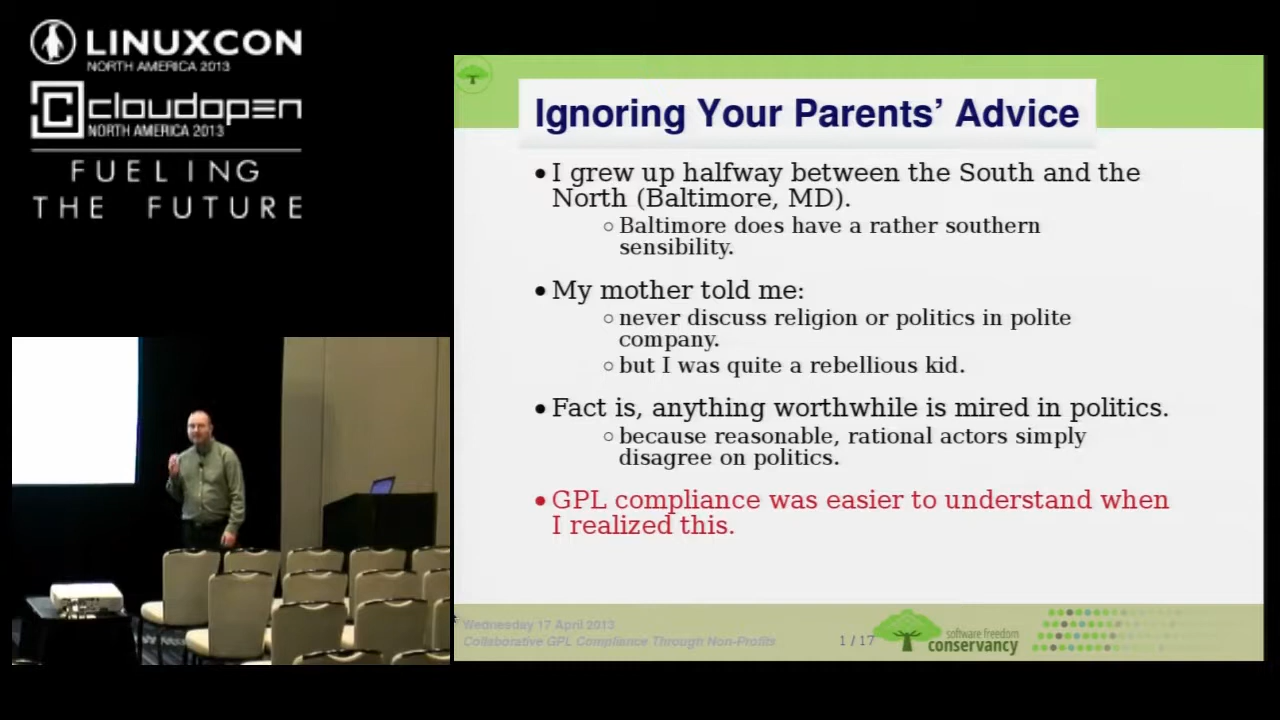 LINUXCON
NORTH AMERICA 2013
cloudopen
NORTH AMERICA 2013
FUELING
THE FUTURE
Ignoring Your Parents’ Advice
• I grew up halfway between the South and the
North (Baltimore, MD).
○ Baltimore does have a rather southern
sensibility.
• My mother told me:
○ never discuss religion or politics in polite
company.
○ but I was quite a rebellious kid.
• Fact is, anything worthwhile is mired in politics.
○ because reasonable, rational actors simply
disagree on politics.
• GPL compliance was easier to understand when
I realized this.
Wednesday 17 April 2013
Collaborative GPL Compliance Through Non-Profits
1 / 17
software freedom
conservancy